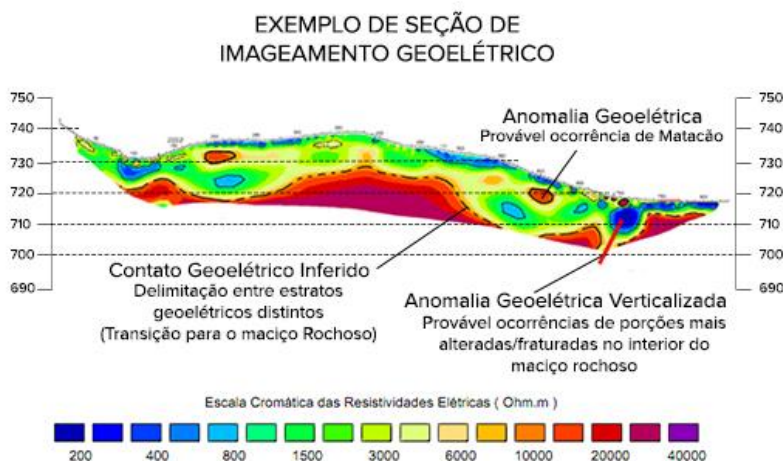 EXEMPLO DE SEÇÃO DE
IMAGEAMENTO GEOELÉTRICO
750
740
730
720
710
700
690
750
740
730
720
710
700
690
Anomalia Geoelétrica
Provável ocorrência de Matacão
Contato Geoelétrico Inferido
Delimitação entre estratos
geoelétricos distintos
(Transição para o maciço Rochoso)
Anomalia Geoelétrica Verticalizada
Provável ocorrências de porções mais
alteradas/fraturadas no interior do
maciço rochoso
Escala Cromática das Resistividades Elétricas ( Ohm.m )
200 400 800 1500 3000 6000 10000 20000 40000